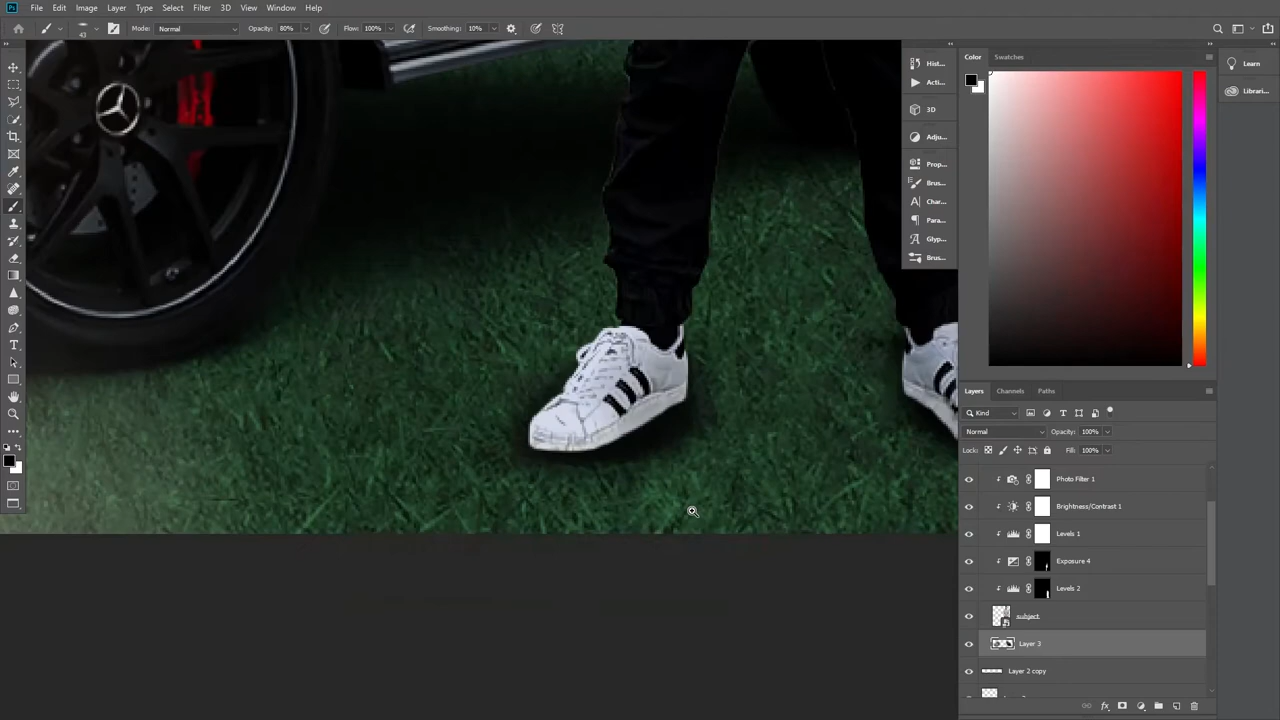 Ps File Edit Image Layer Type Select Filter 3D View Window Help
43 Mode: Normal Opacity: 80% Flow: 100% Smoothing: 10%
Hist...
Acti...
3D
Adju...
Prop...
Brus...
Char...
Para...
Glyp...
Brus...
Color Swatches
Learn
Librari...
Layers Channels Paths
Kind
Normal Opacity: 100%
Lock: Fill: 100%
Photo Filter 1
Brightness/Contrast 1
Levels 1
Exposure 4
Levels 2
subject
Layer 3
Layer 2 copy
fx